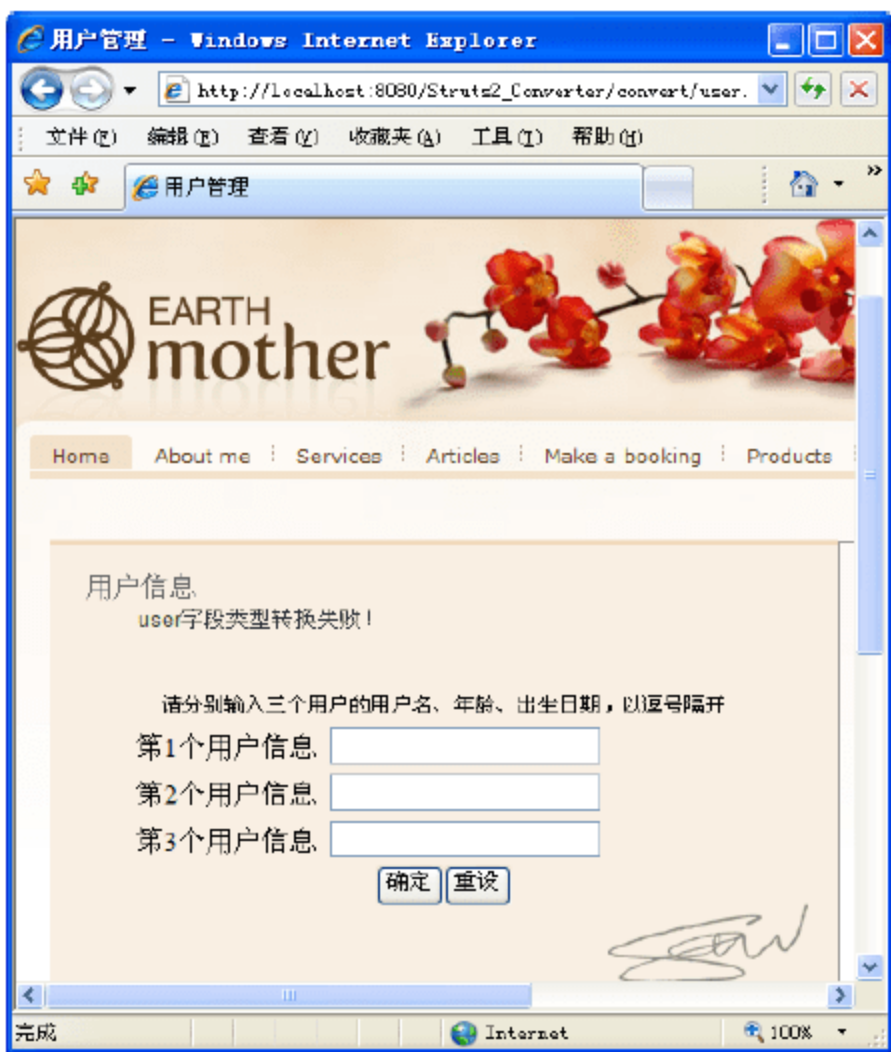 用户管理 - Windows Internet Explorer
http://localhost:8080/Struts2_Converter/convert/user.
文件(F) 编辑(E) 查看(V) 收藏夹(A) 工具(T) 帮助(H)
用户管理
EARTH
mother
Home About me Services Articles Make a booking Products
用户信息
user字段类型转换失败!
请分别输入三个用户的用户名、年龄、出生日期，以逗号隔开
第1个用户信息
第2个用户信息
第3个用户信息
确定 重设
完成 Internet 100%